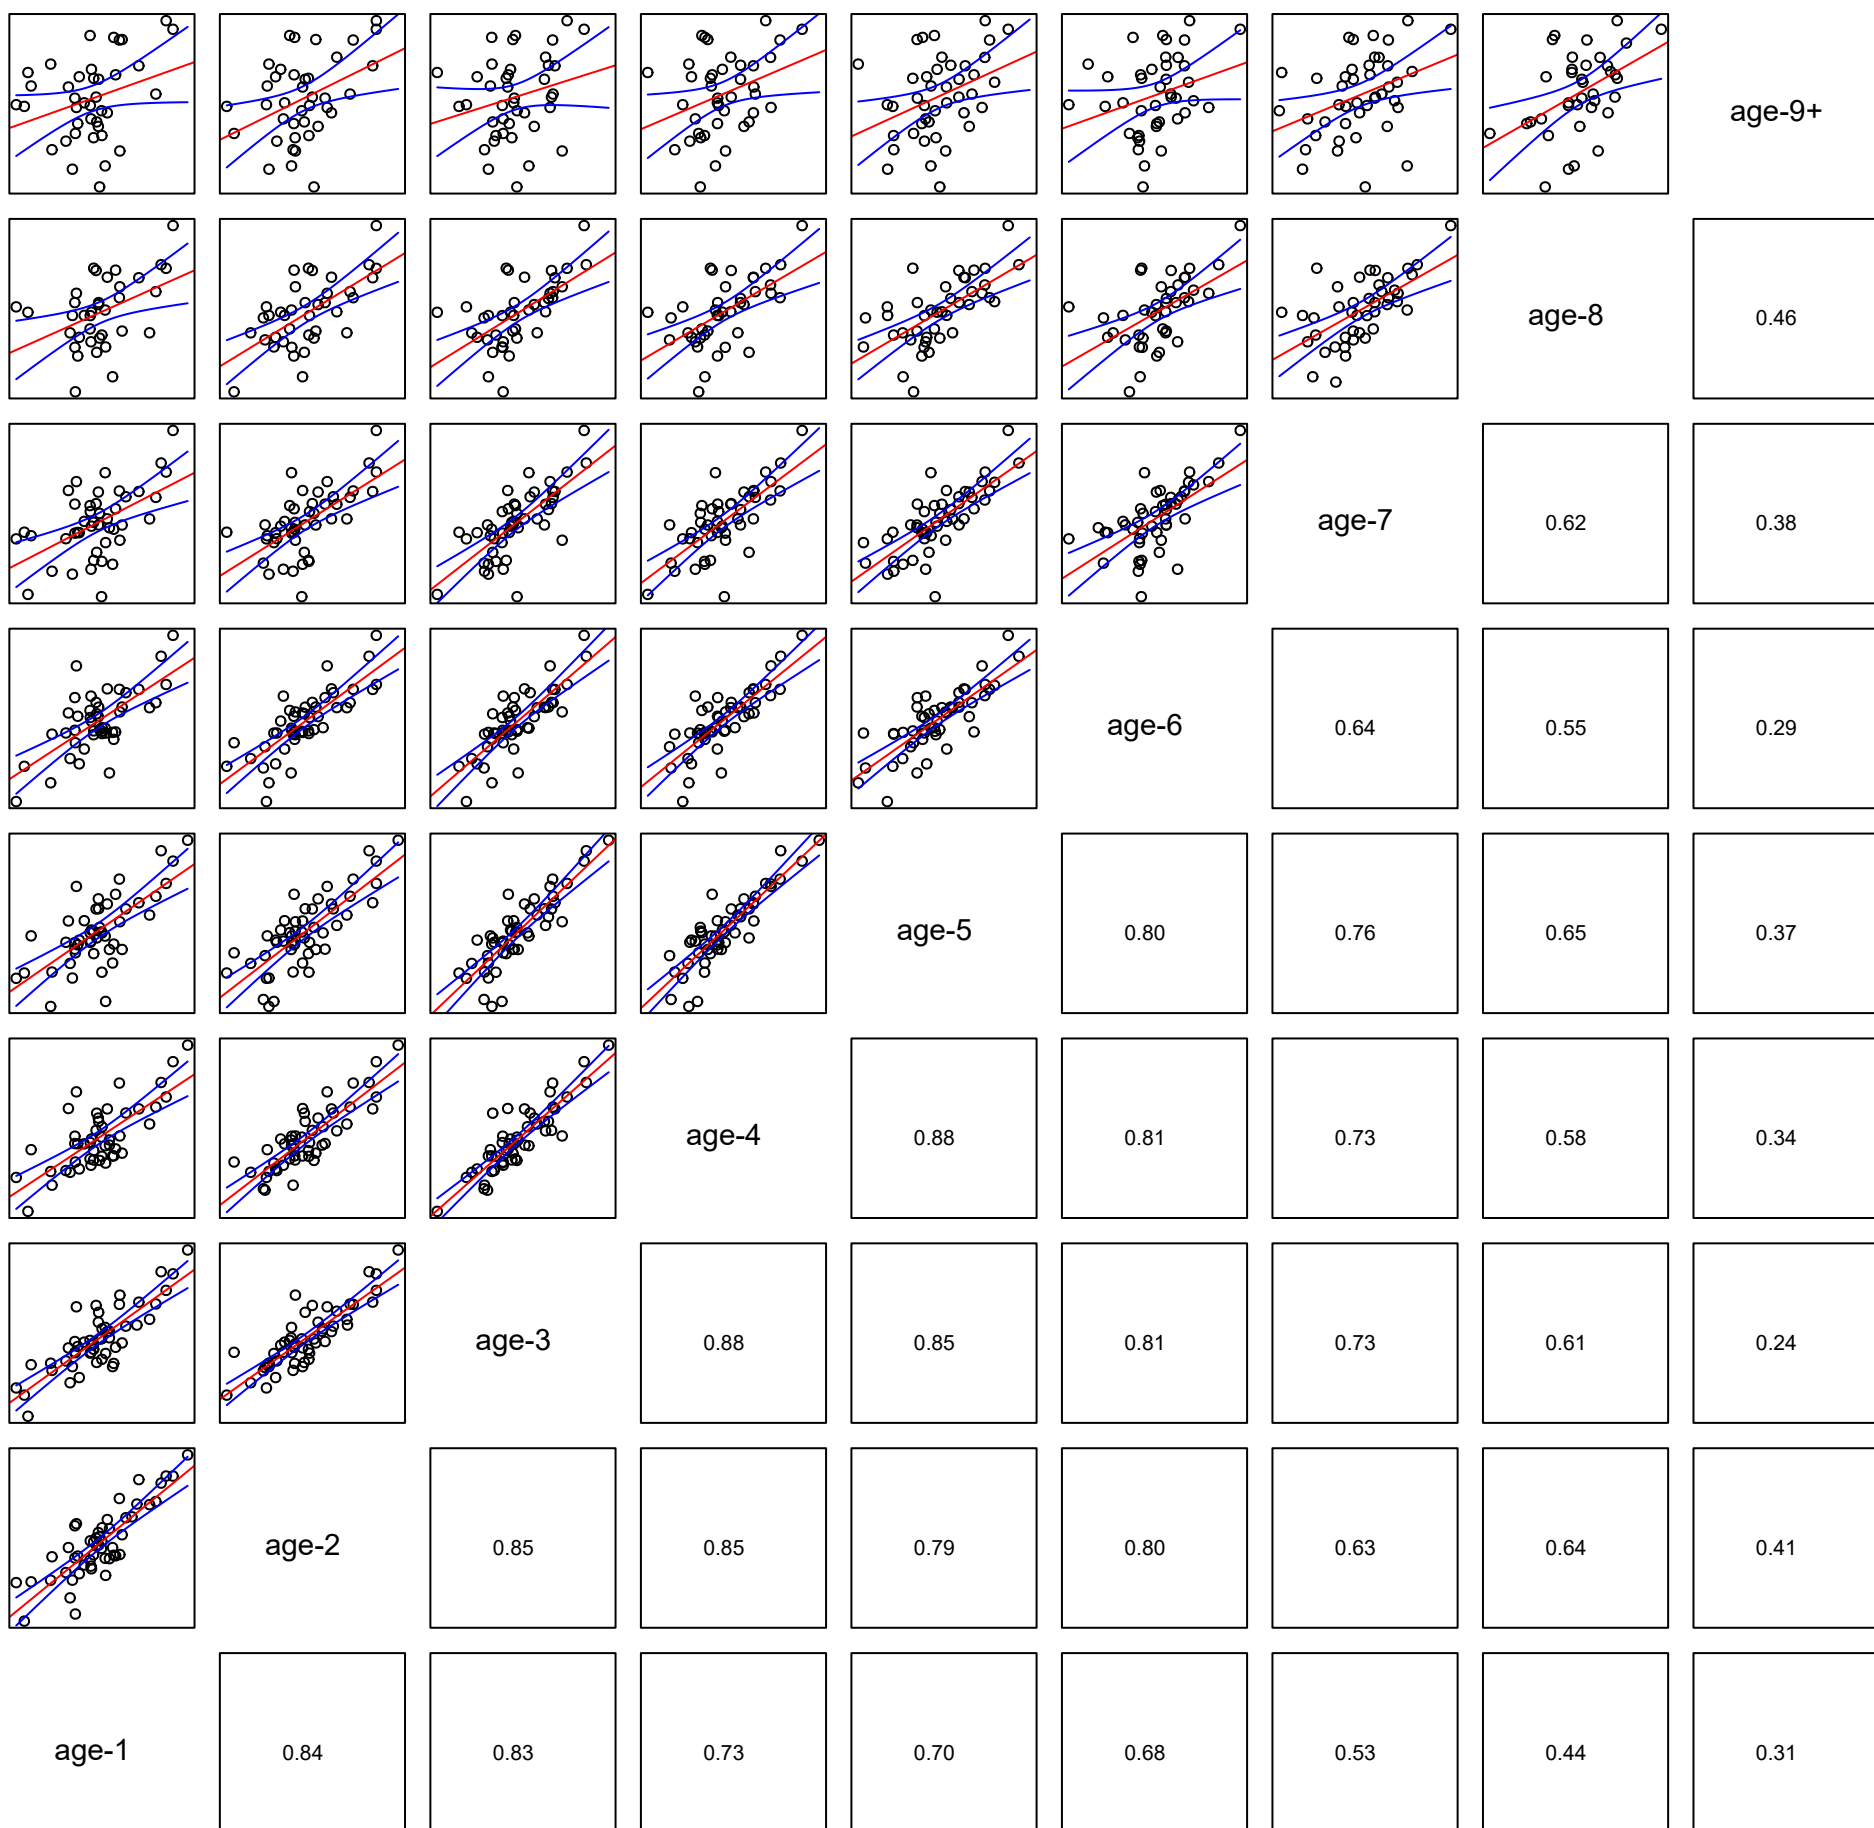 age-9+
age-8 0.46
age-7 0.62 0.38
age-6 0.64 0.55 0.29
age-5 0.80 0.76 0.65 0.37
age-4 0.88 0.81 0.73 0.58 0.34
age-3 0.88 0.85 0.81 0.73 0.61 0.24
age-2 0.85 0.85 0.79 0.80 0.63 0.64 0.41
age-1 0.84 0.83 0.73 0.70 0.68 0.53 0.44 0.31